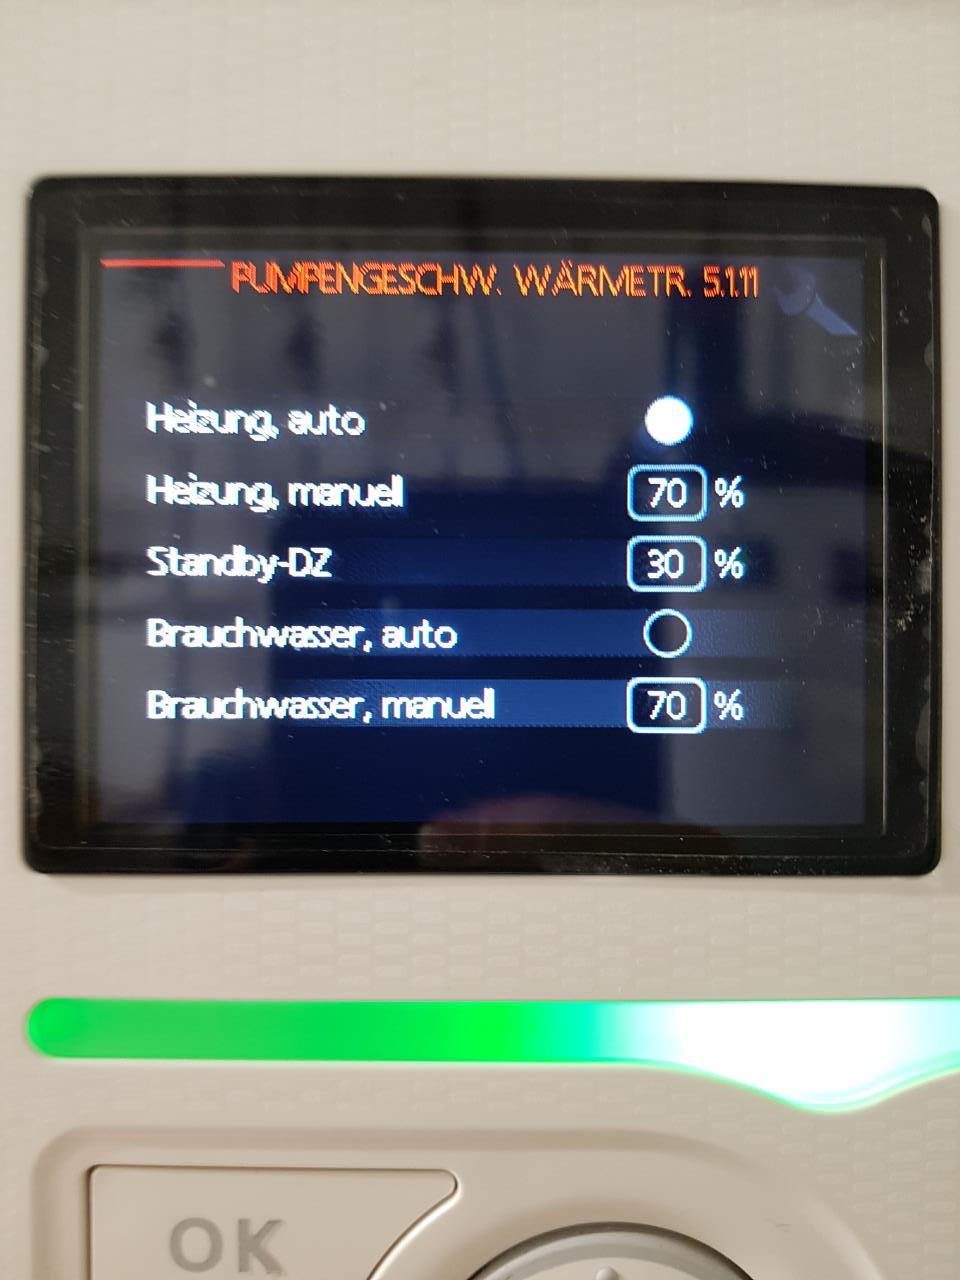 PUMPENGESCHW. WÄRMETR. 5.1.11
Heizung, auto
Heizung, manuell 70 %
Standby-DZ 30 %
Brauchwasser, auto
Brauchwasser, manuell 70 %
OK